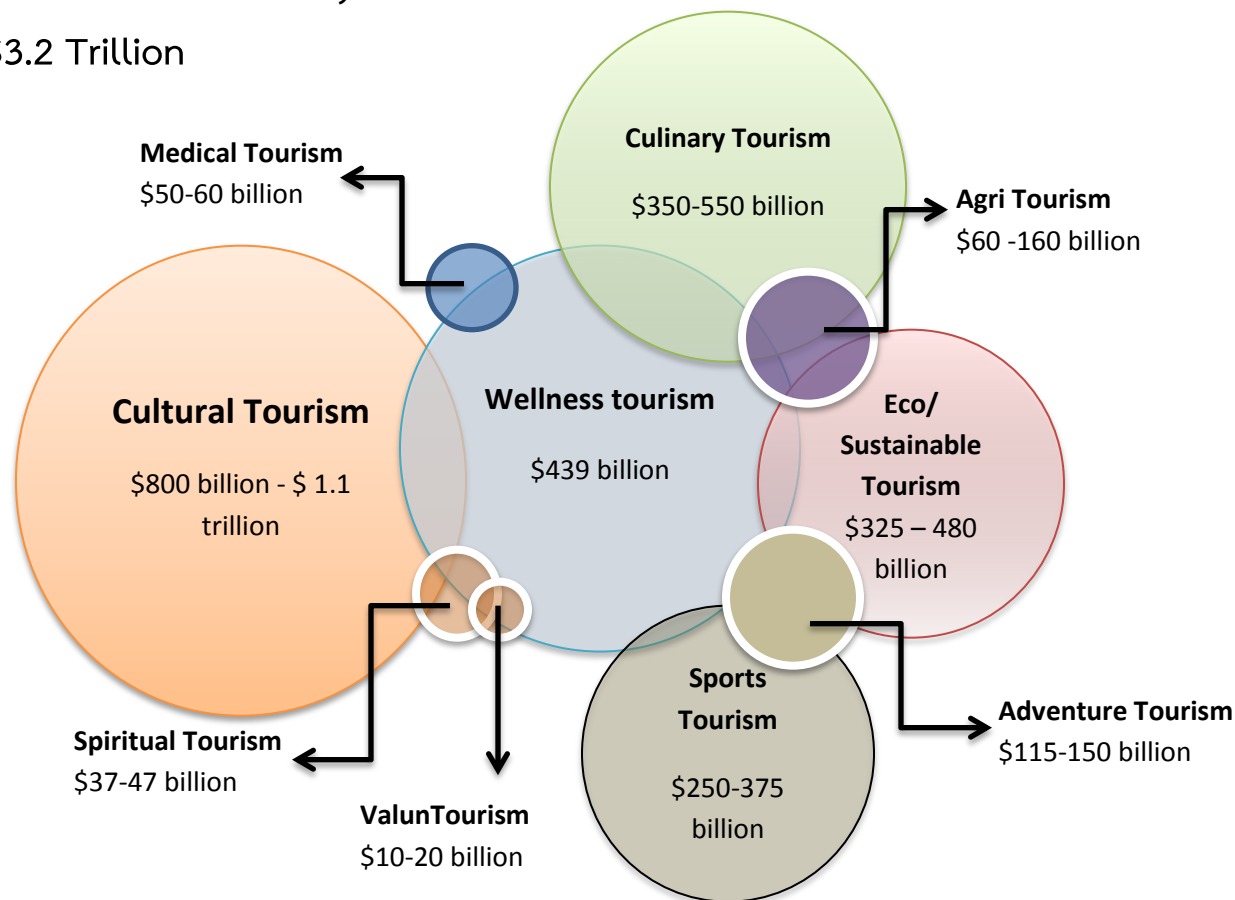 $3.2 Trillion
Medical Tourism
$50-60 billion
Culinary Tourism
$350-550 billion
Agri Tourism
$60 -160 billion
Cultural Tourism
$800 billion - $ 1.1
trillion
Wellness tourism
$439 billion
Eco/
Sustainable
Tourism
$325 – 480
billion
Sports
Tourism
$250-375
billion
Adventure Tourism
$115-150 billion
Spiritual Tourism
$37-47 billion
ValunTourism
$10-20 billion